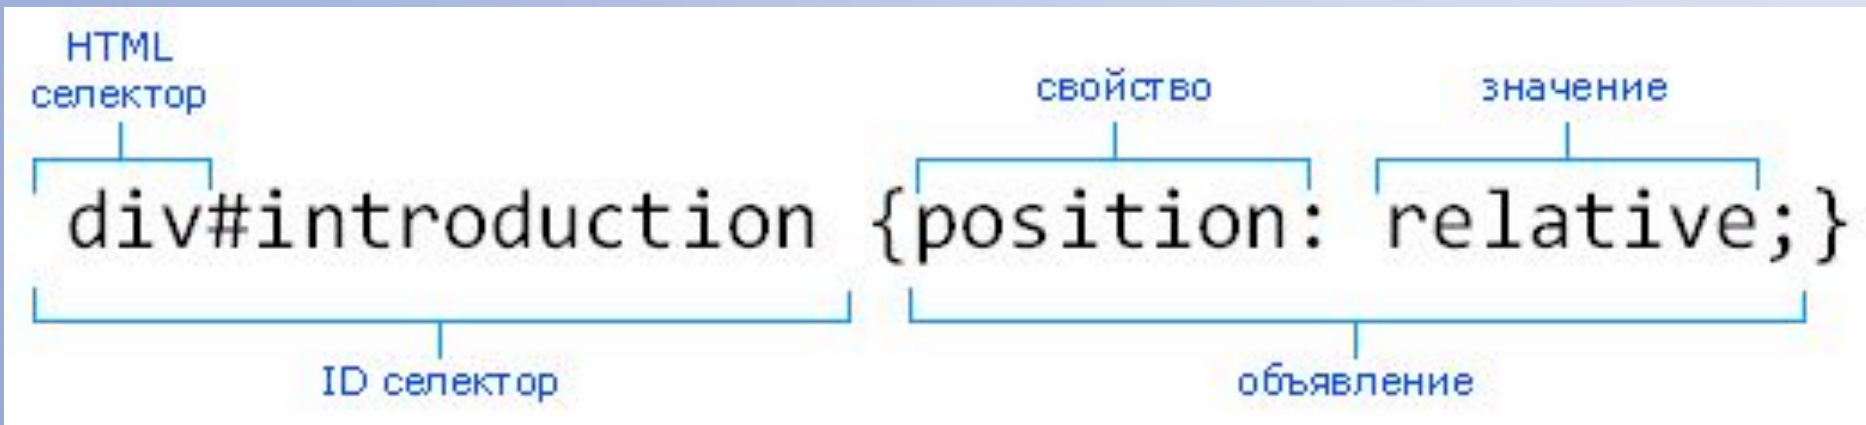 HTML
селектор
свойство значение
div#introduction {position: relative;}
ID селектор объявление